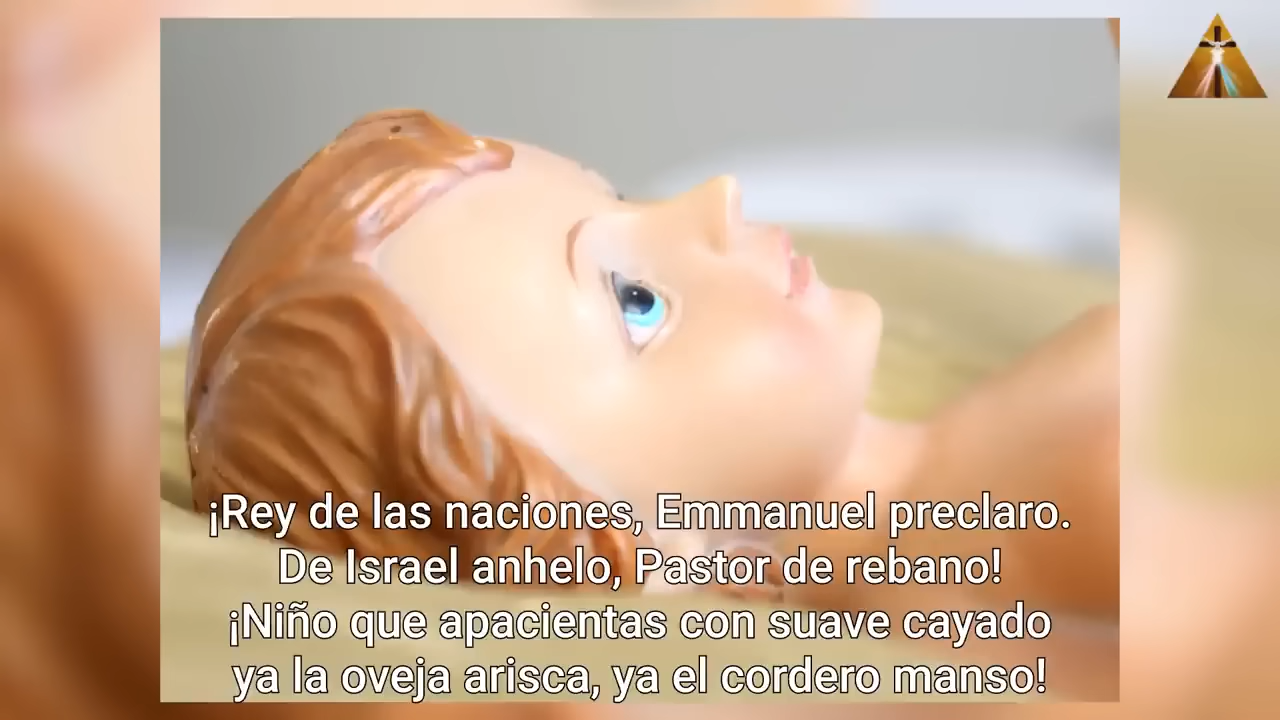 ¡Rey de las naciones, Emmanuel preclaro.
De Israel anhelo, Pastor de rebano!
¡Niño que apacientas con suave cayado
ya la oveja arisca, ya el cordero manso!